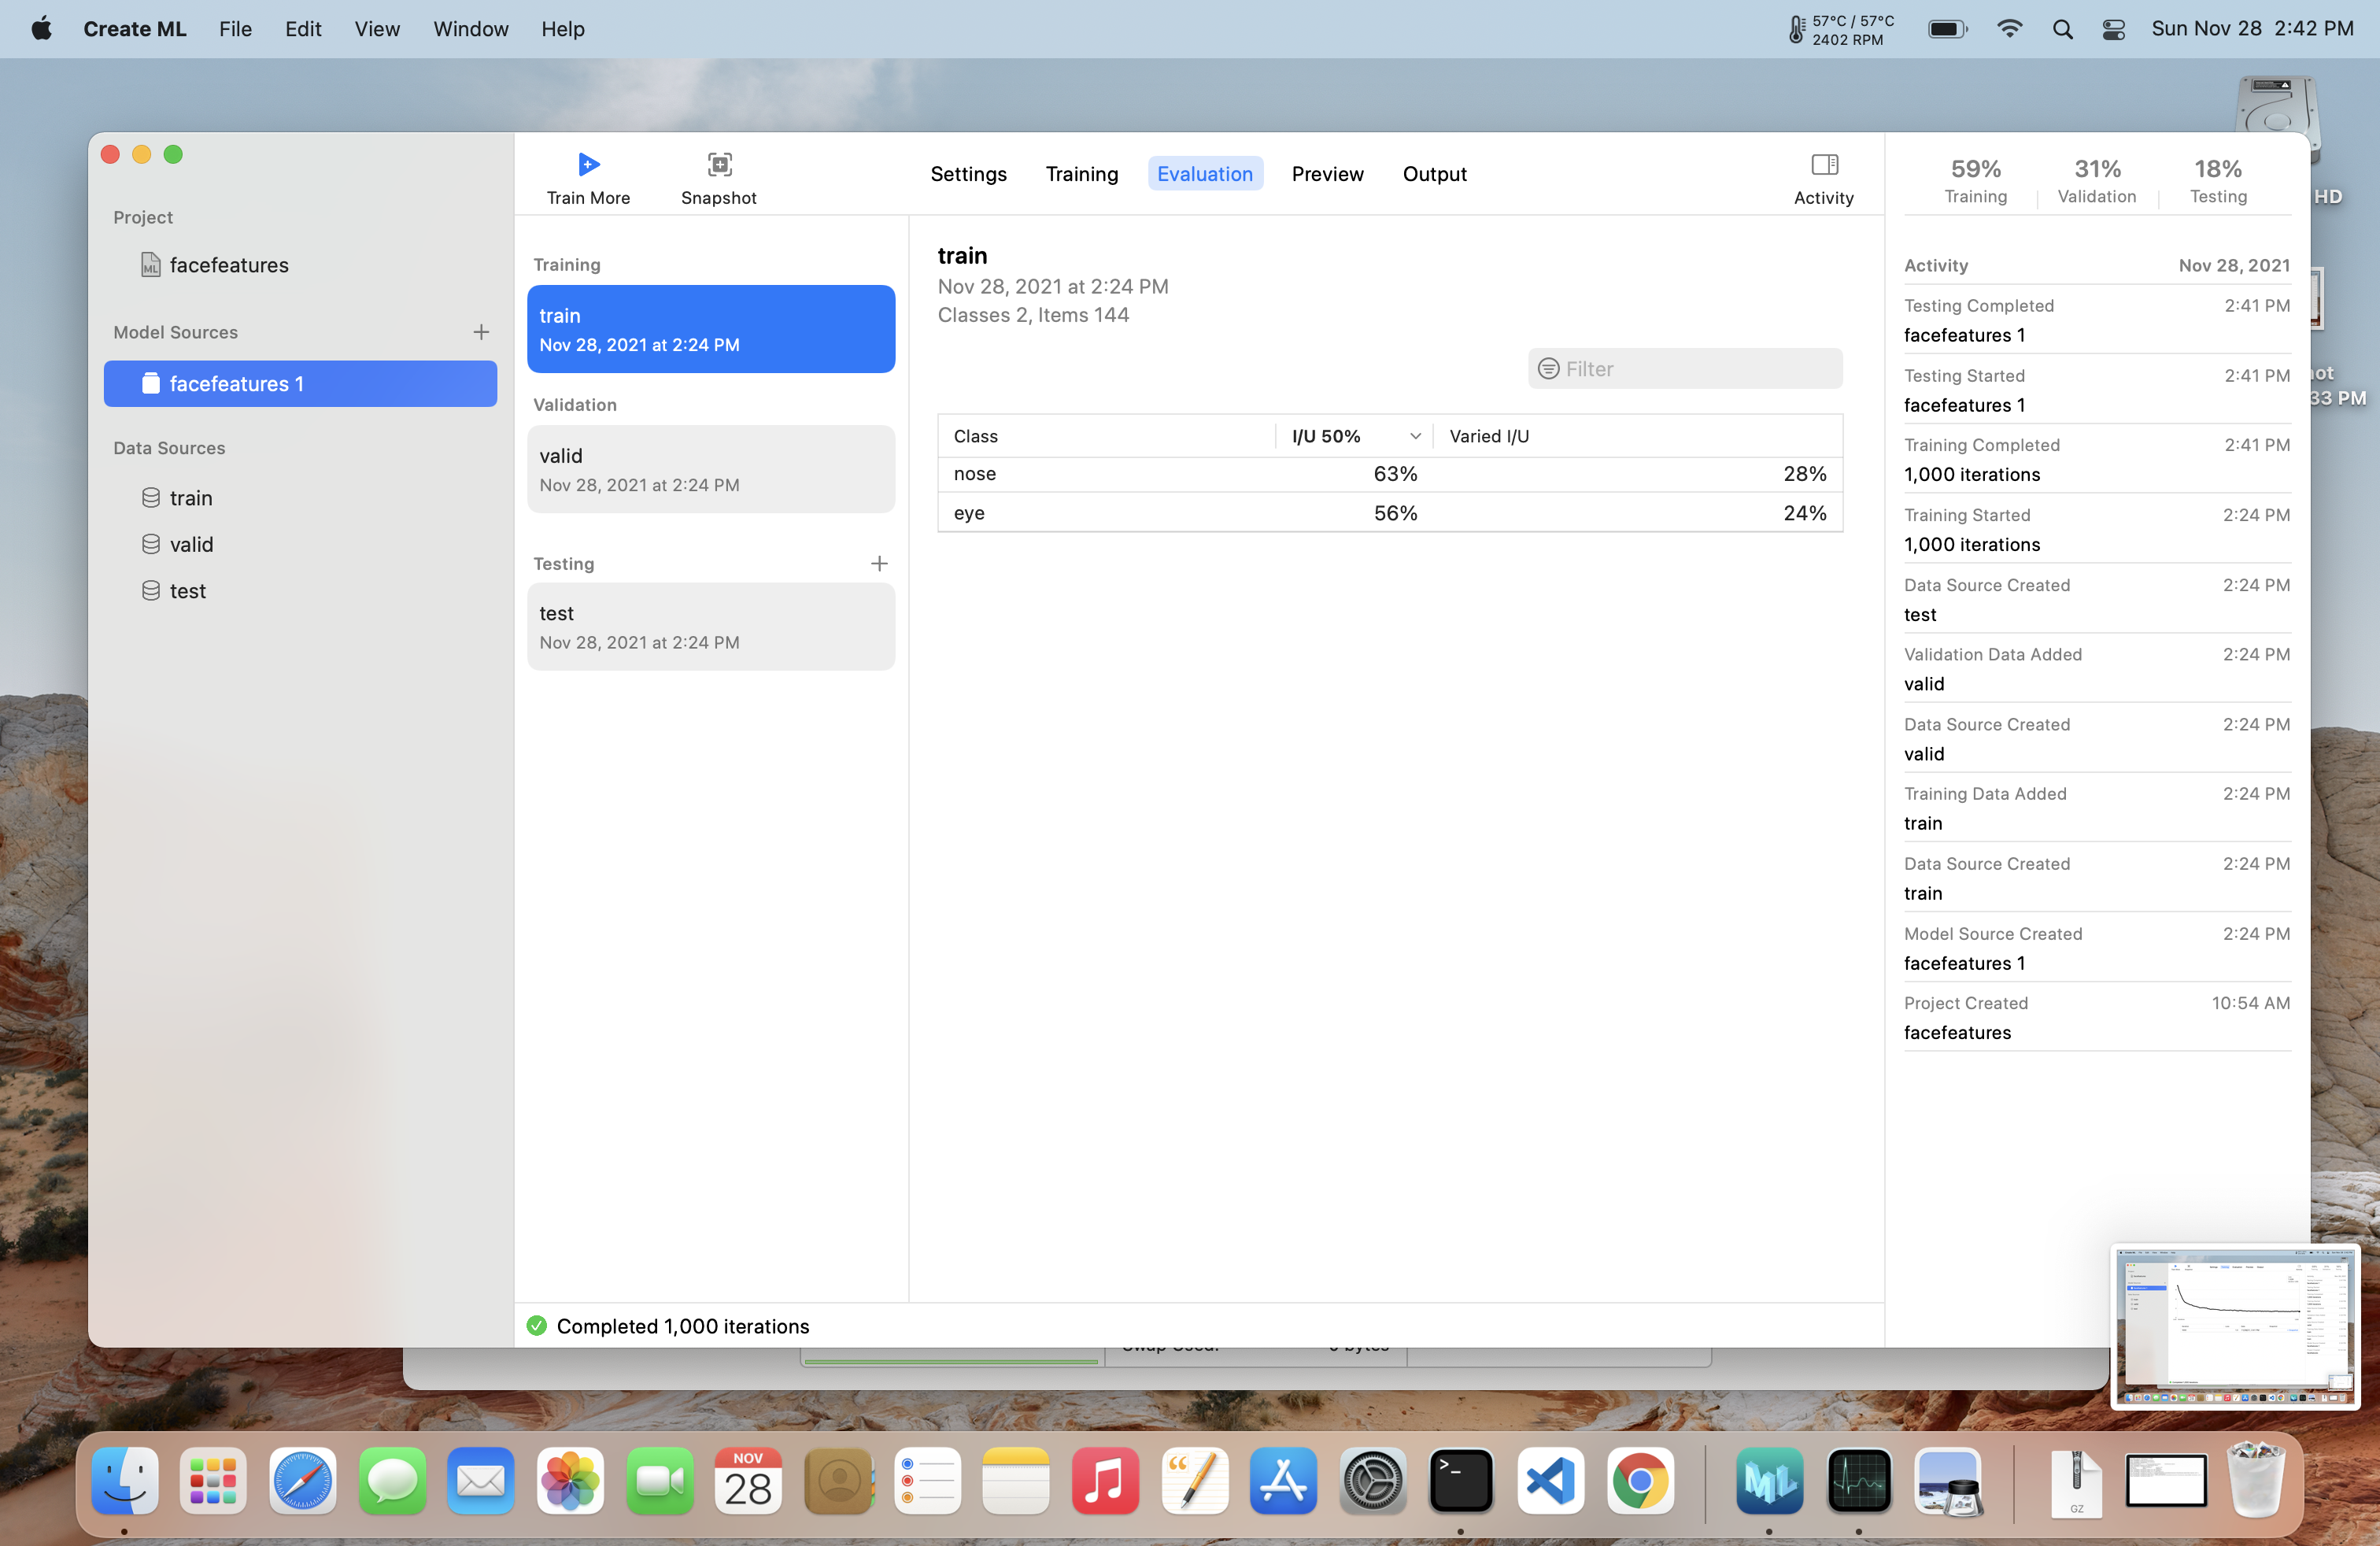 Create ML File Edit View Window Help
57°C / 57°C
2402 RPM
Sun Nov 28 2:42 PM
HD
33 PM
Project
facefeatures
Model Sources
facefeatures 1
Data Sources
train
valid
test
Train More
Snapshot
Settings Training Evaluation Preview Output
Activity
Training
train
Nov 28, 2021 at 2:24 PM
Validation
valid
Nov 28, 2021 at 2:24 PM
Testing
test
Nov 28, 2021 at 2:24 PM
train
Nov 28, 2021 at 2:24 PM
Classes 2, Items 144
Filter
Class I/U 50% Varied I/U
nose 63% 28%
eye 56% 24%
Completed 1,000 iterations
59% 31% 18%
Training Validation Testing
Activity Nov 28, 2021
Testing Completed 2:41 PM
facefeatures 1
Testing Started 2:41 PM
facefeatures 1
Training Completed 2:41 PM
1,000 iterations
Training Started 2:24 PM
1,000 iterations
Data Source Created 2:24 PM
test
Validation Data Added 2:24 PM
valid
Data Source Created 2:24 PM
valid
Training Data Added 2:24 PM
train
Data Source Created 2:24 PM
train
Model Source Created 2:24 PM
facefeatures 1
Project Created 10:54 AM
facefeatures
NOV
28
ML
GZ